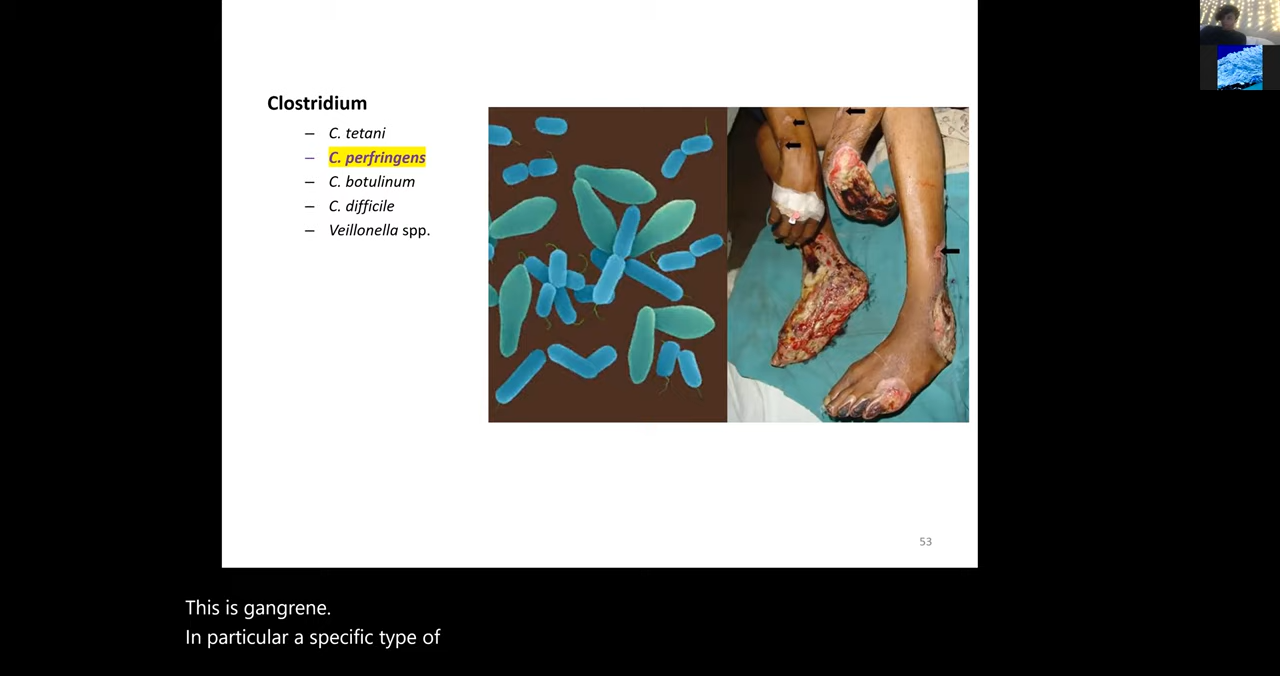 Clostridium
– C. tetani
– C. perfringens
– C. botulinum
– C. difficile
– Veillonella spp.
53
This is gangrene.
In particular a specific type of